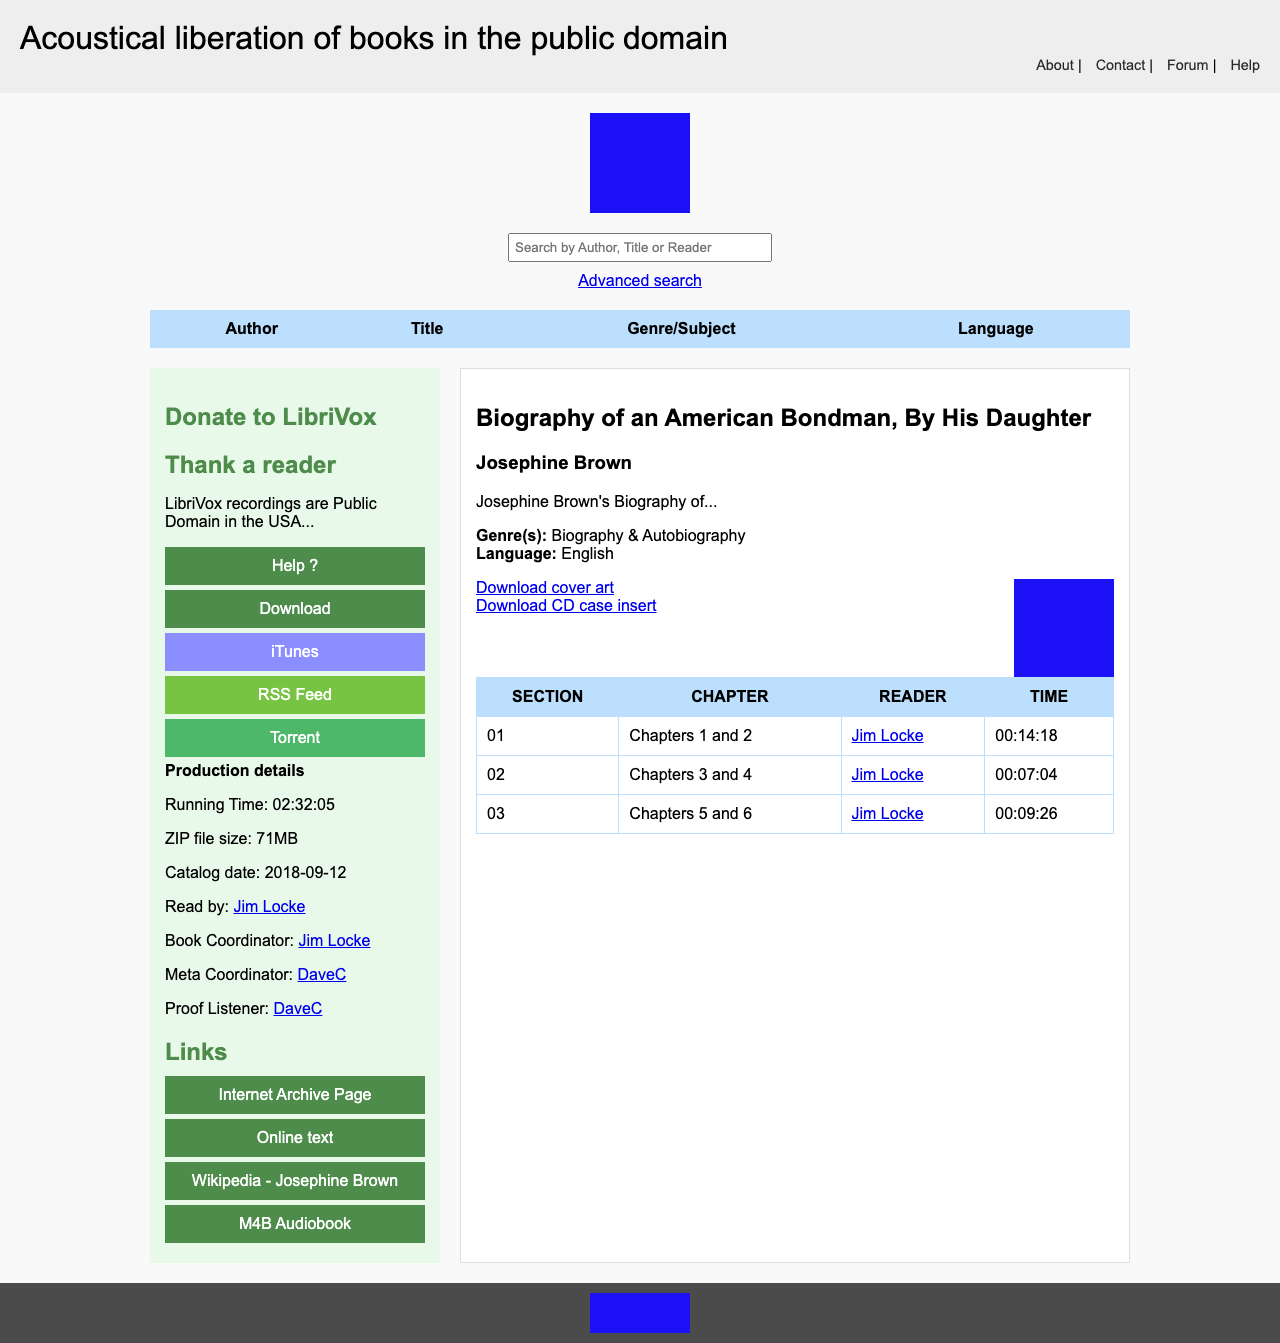 Acoustical liberation of books in the public domain
About | Contact | Forum | Help
Search by Author, Title or Reader
Advanced search
Author Title Genre/Subject Language
Donate to LibriVox
Thank a reader
LibriVox recordings are Public
Domain in the USA...
Help ?
Download
iTunes
RSS Feed
Torrent
Production details
Running Time: 02:32:05
ZIP file size: 71MB
Catalog date: 2018-09-12
Read by: Jim Locke
Book Coordinator: Jim Locke
Meta Coordinator: DaveC
Proof Listener: DaveC
Links
Internet Archive Page
Online text
Wikipedia - Josephine Brown
M4B Audiobook
Biography of an American Bondman, By His Daughter
Josephine Brown
Josephine Brown's Biography of...
Genre(s): Biography & Autobiography
Language: English
Download cover art
Download CD case insert
SECTION CHAPTER READER TIME
01 Chapters 1 and 2 Jim Locke 00:14:18
02 Chapters 3 and 4 Jim Locke 00:07:04
03 Chapters 5 and 6 Jim Locke 00:09:26